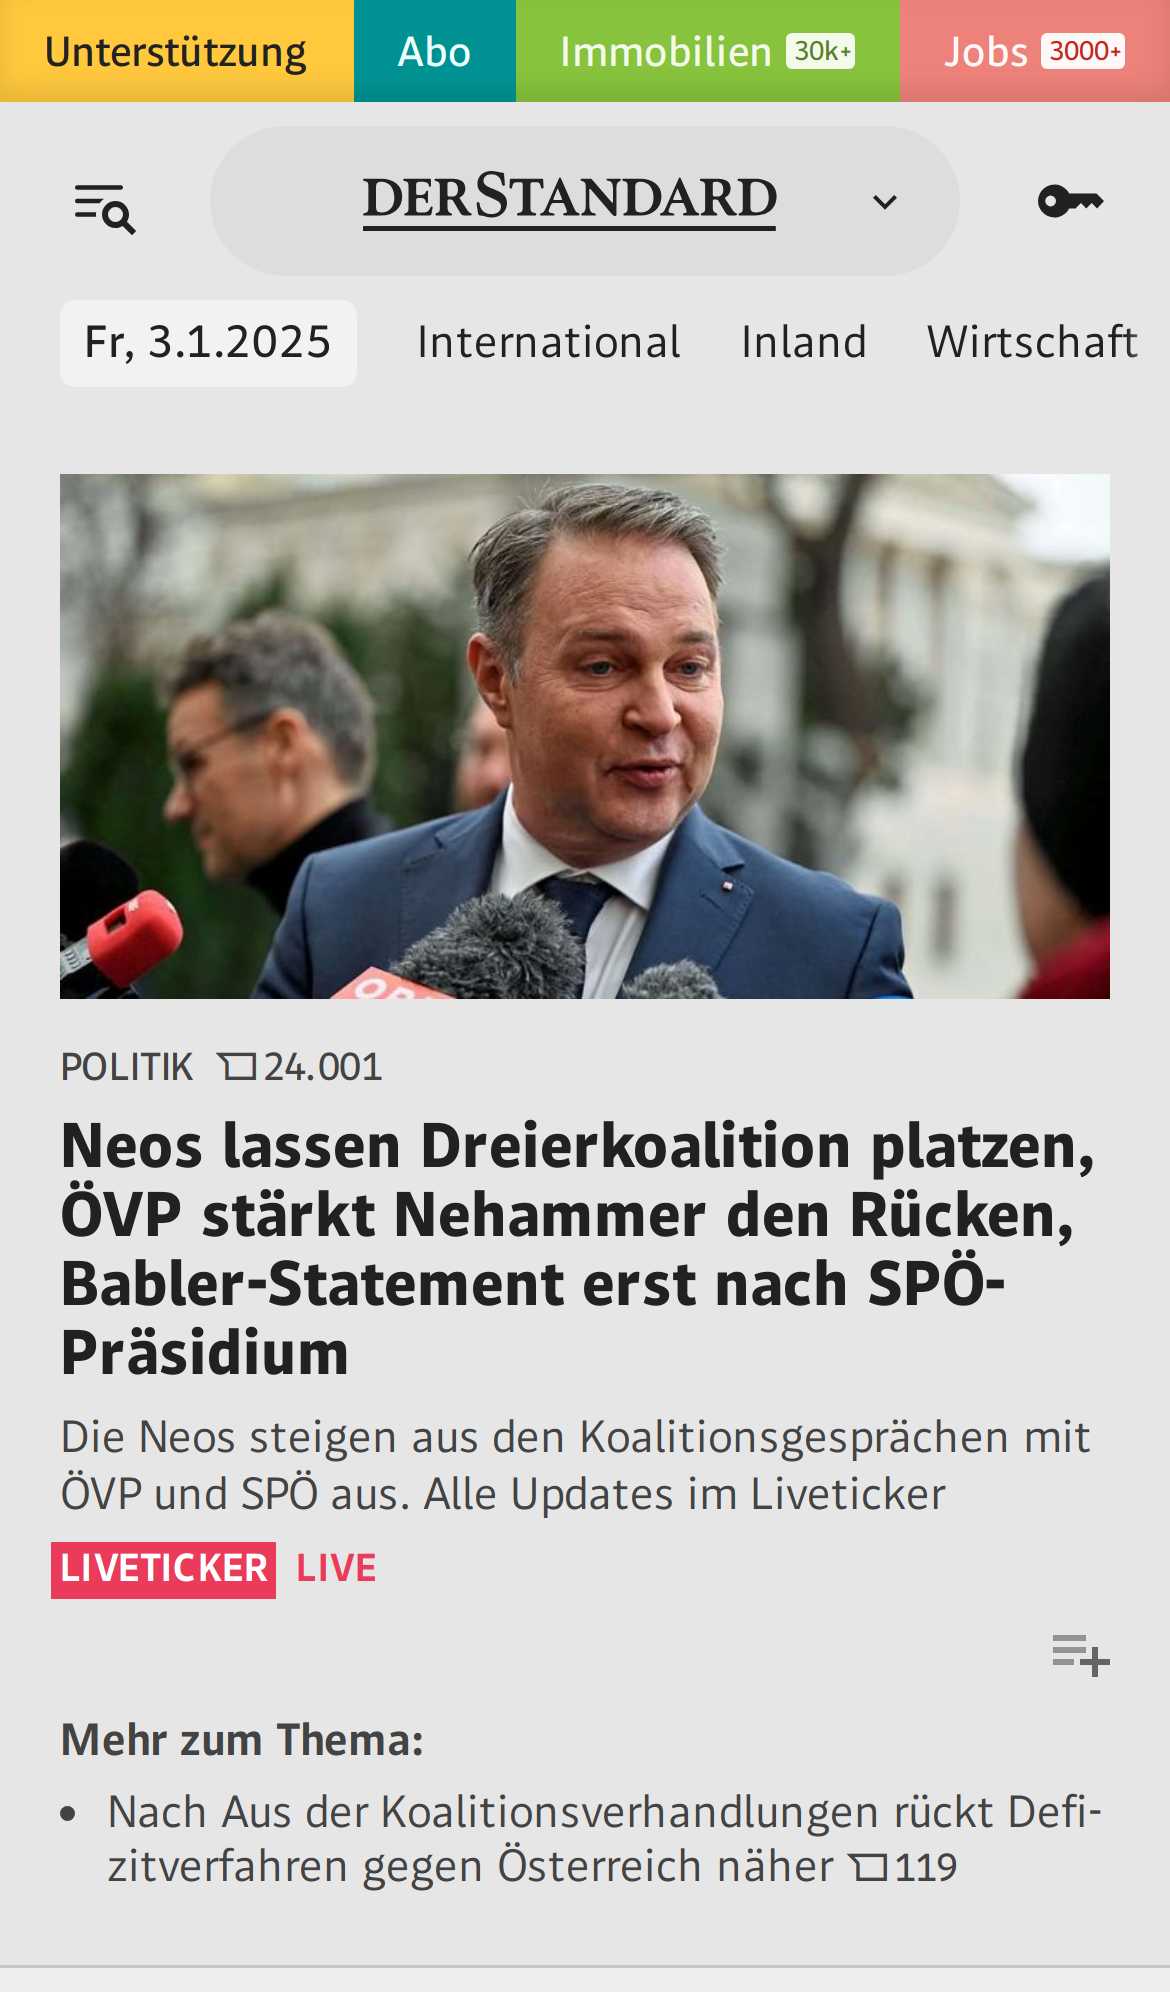 Unterstützung Abo Immobilien 30k+ Jobs 3000+
DERSTANDARD
Fr, 3.1.2025 International Inland Wirtschaft
POLITIK 24.001
Neos lassen Dreierkoalition platzen,
ÖVP stärkt Nehammer den Rücken,
Babler-Statement erst nach SPÖ-
Präsidium
Die Neos steigen aus den Koalitionsgesprächen mit
ÖVP und SPÖ aus. Alle Updates im Liveticker
LIVETICKER LIVE
Mehr zum Thema:
• Nach Aus der Koalitionsverhandlungen rückt Defi-
zitverfahren gegen Österreich näher 119